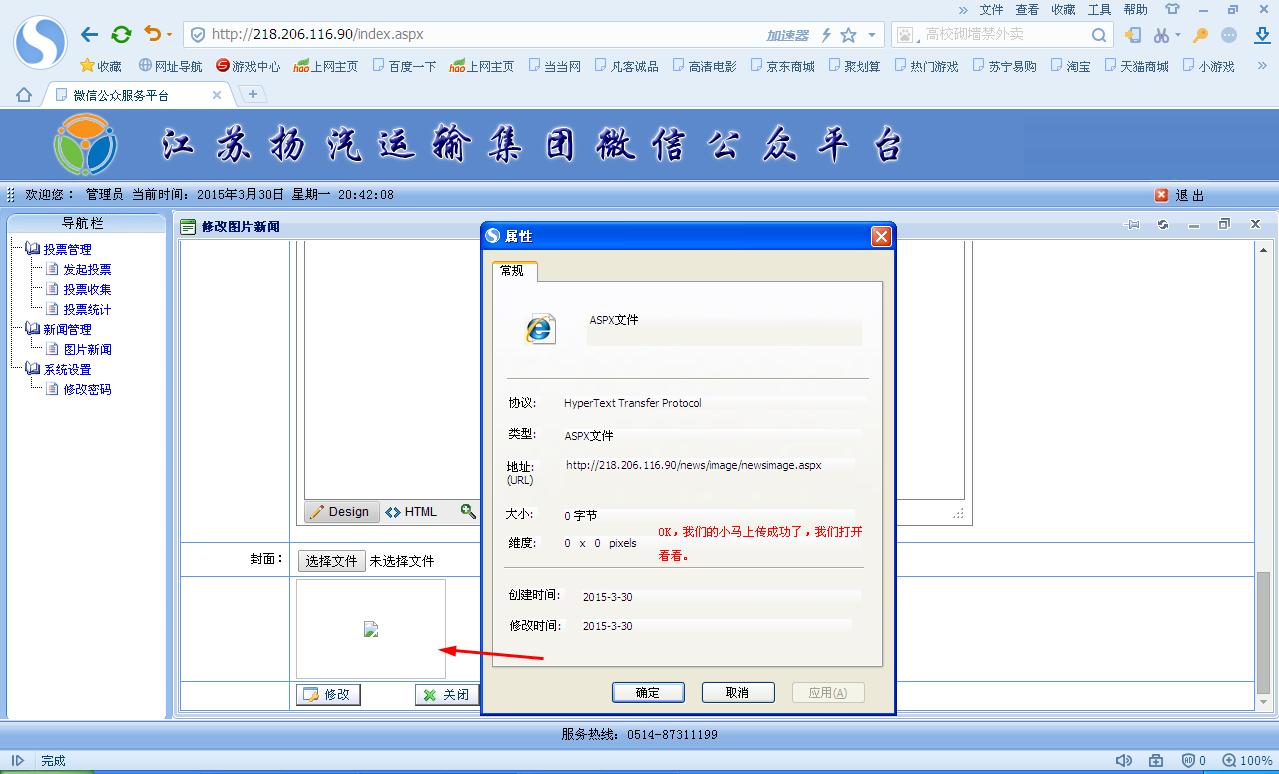 » 文件 查看 收藏 工具 帮助
http://218.206.116.90/index.aspx 加速器 高校砌墙禁外卖
收藏 网址导航 游戏中心 hao上网主页 百度一下 hao上网主页 当当网 凡客诚品 高清电影 京东商城 聚划算 热门游戏 苏宁易购 淘宝 天猫商城 小游戏 »
微信公众服务平台
江苏扬汽运输集团微信公众平台
欢迎您： 管理员 当前时间：2015年3月30日 星期一 20:42:08 退出
导航栏
投票管理
发起投票
投票收集
投票统计
新闻管理
图片新闻
系统设置
修改密码
修改图片新闻
Design HTML
封面：
选择文件 未选择文件
修改 关闭
属性
常规
ASPX文件
协议: HyperText Transfer Protocol
类型: ASPX文件
地址: http://218.206.116.90/news/image/newsimage.aspx
(URL)
大小: 0 字节
维度: 0 x 0 pixels
OK，我们的小马上传成功了，我们打开
看看。
创建时间: 2015-3-30
修改时间: 2015-3-30
确定 取消 应用(A)
服务热线：0514-87311199
完成 0 100%